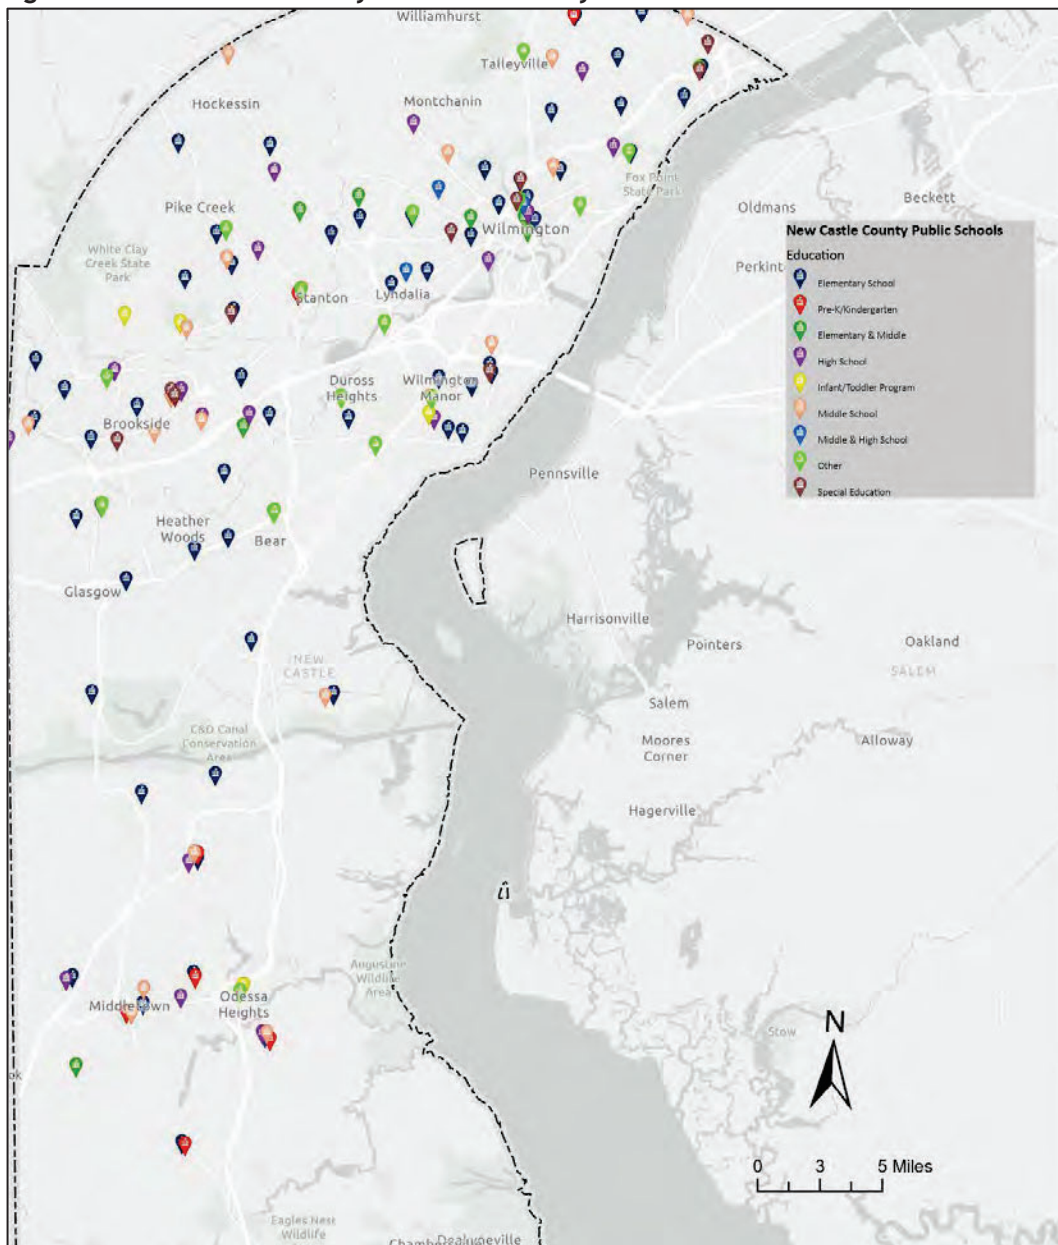 Williamhurst
Talleyville
Hockessin
Montchanin
Fox Point
State Park
Beckett
Pike Creek
Oldmans
Wilmington
New Castle County Public Schools
White Clay
Creek State
Park
Education
Elementary School
Stanton
Lyndalia
Pre-K/Kindergarten
Elementary & Middle
High School
Duross
Heights
Wilmington
Manor
Infant/Toddler Program
Middle School
Brookside
Middle & High School
Other
Special Education
Pennsville
Heather
Woods
Bear
Glasgow
Harrisonville
Pointers
Oakland
NEW
CASTLE
SALEM
Salem
C&D Canal
Conservation
Area
Moores
Corner
Alloway
Hagerville
Augustine
Wildlife
Area
Middletown
Odessa
Heights
N
Stow
0 3 5 Miles
Eagles Nest
Wildlife